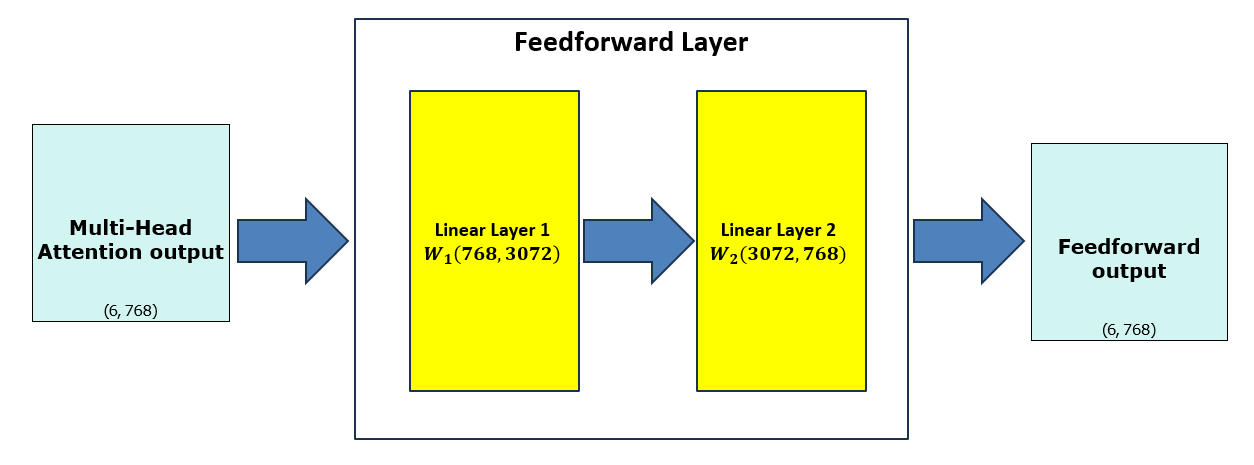 Feedforward Layer
Multi-Head
Attention output
(6, 768)
Linear Layer 1
W₁(768, 3072)
Linear Layer 2
W₂(3072, 768)
Feedforward
output
(6, 768)